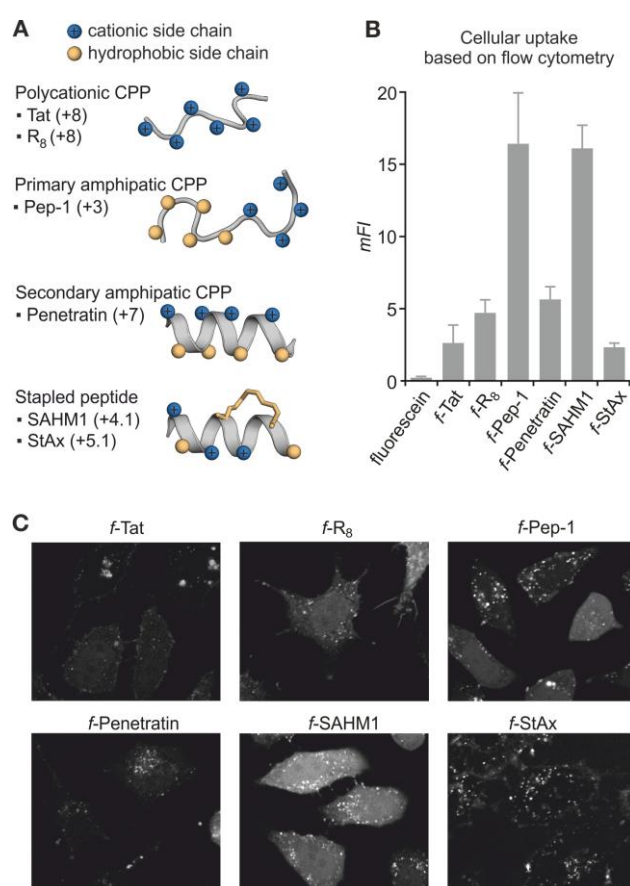 A
cationic side chain
hydrophobic side chain
Polycationic CPP
▪ Tat (+8)
▪ R₈ (+8)
Primary amphipatic CPP
▪ Pep-1 (+3)
Secondary amphipatic CPP
▪ Penetratin (+7)
Stapled peptide
▪ SAHM1 (+4.1)
▪ StAx (+5.1)
B
Cellular uptake
based on flow cytometry
mFI
20
15
10
5
0
fluorescein
f-Tat
f-R₈
f-Pep-1
f-Penetratin
f-SAHM1
f-StAx
C
f-Tat
f-R₈
f-Pep-1
f-Penetratin
f-SAHM1
f-StAx